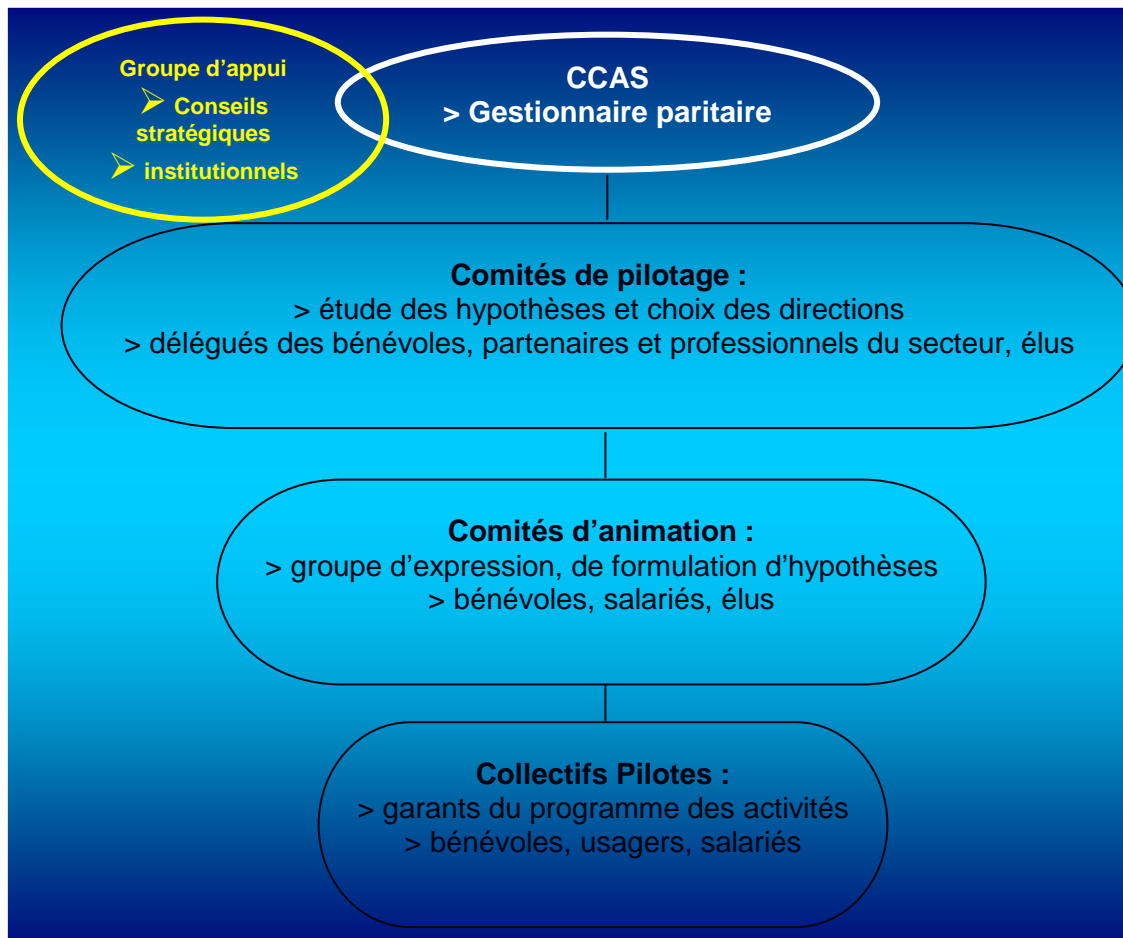 Groupe d’appui
➢ Conseils
stratégiques
➢ institutionnels
CCAS
> Gestionnaire paritaire
Comités de pilotage :
> étude des hypothèses et choix des directions
> délégués des bénévoles, partenaires et professionnels du secteur, élus
Comités d’animation :
> groupe d’expression, de formulation d’hypothèses
> bénévoles, salariés, élus
Collectifs Pilotes :
> garants du programme des activités
> bénévoles, usagers, salariés